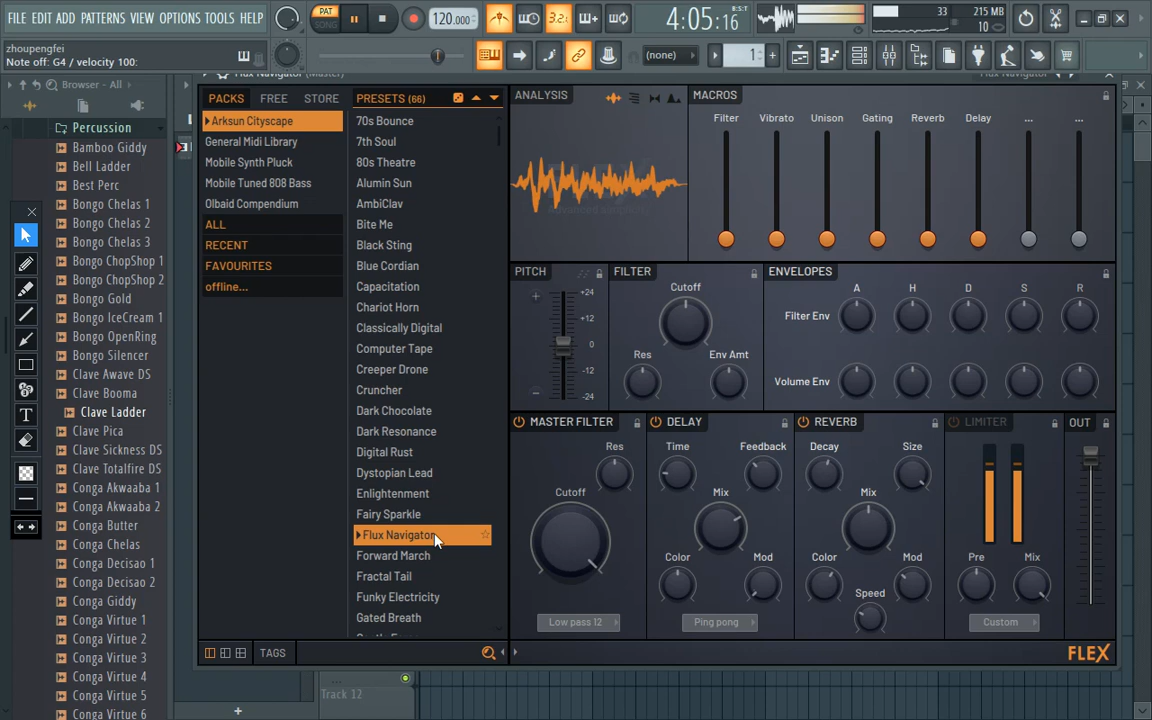 FILE EDIT ADD PATTERNS VIEW OPTIONS TOOLS HELP
PAT
SONG
120.000
3.2.
4:05:16
B:S:T
33
215 MB
10
zhoupengfei
Note off: G4 / velocity 100:
(none)
1
Browser - All
Flux Navigator (Master)
Percussion
Bamboo Giddy
Bell Ladder
Best Perc
Bongo Chelas 1
Bongo Chelas 2
Bongo Chelas 3
Bongo ChopShop 1
Bongo ChopShop 2
Bongo Gold
Bongo IceCream 1
Bongo OpenRing
Bongo Silencer
Clave Awave DS
Clave Booma
Clave Ladder
Clave Pica
Clave Sickness DS
Clave Totalfire DS
Conga Akwaaba 1
Conga Akwaaba 2
Conga Butter
Conga Chelas
Conga Decisao 1
Conga Decisao 2
Conga Giddy
Conga Virtue 1
Conga Virtue 2
Conga Virtue 3
Conga Virtue 4
Conga Virtue 5
Conga Virtue 6
T
PACKS FREE STORE
Arksun Cityscape
General Midi Library
Mobile Synth Pluck
Mobile Tuned 808 Bass
Olbaid Compendium
ALL
RECENT
FAVOURITES
offline...
TAGS
PRESETS (66)
70s Bounce
7th Soul
80s Theatre
Alumin Sun
AmbiClav
Bite Me
Black Sting
Blue Cordian
Capacitation
Chariot Horn
Classically Digital
Computer Tape
Creeper Drone
Cruncher
Dark Chocolate
Dark Resonance
Digital Rust
Dystopian Lead
Enlightenment
Fairy Sparkle
Flux Navigator
Forward March
Fractal Tail
Funky Electricity
Gated Breath
ANALYSIS
MACROS
Filter Vibrato Unison Gating Reverb Delay ... ...
PITCH
+24
+12
0
-12
-24
FILTER
Cutoff
Res
Env Amt
ENVELOPES
A H D S R
Filter Env
Volume Env
MASTER FILTER
Res
Cutoff
Low pass 12
DELAY
Time
Feedback
Mix
Color
Mod
Ping pong
REVERB
Decay
Size
Mix
Color
Mod
Speed
LIMITER
Pre
Mix
Custom
OUT
FLEX
...
Track 12